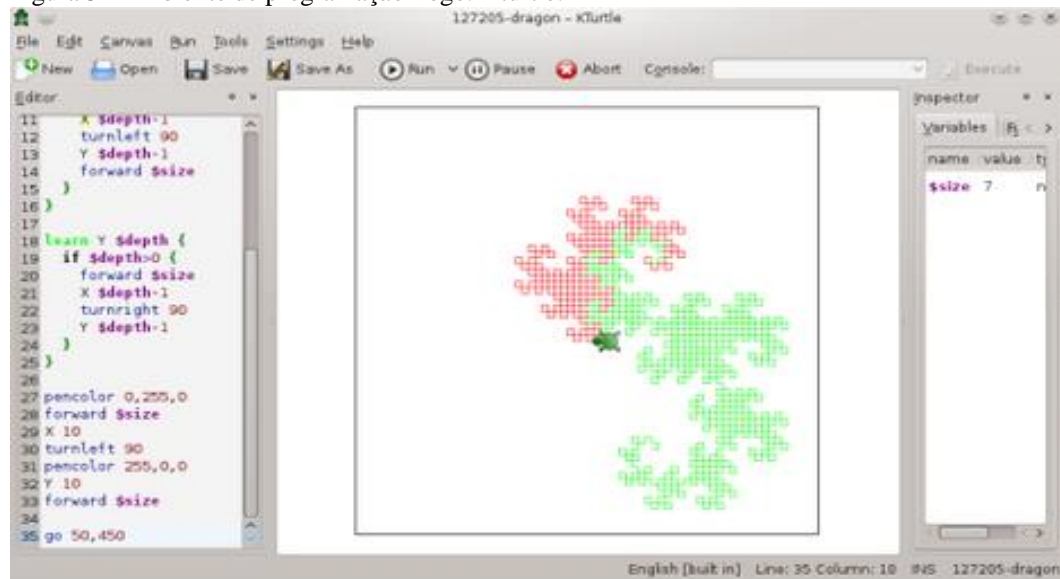 127205-dragon – KTurtle
File Edit Canvas Run Tools Settings Help
New Open Save Save As Run Pause Abort Console: Execute
Editor
11 X $depth-1
12 turnleft 90
13 Y $depth-1
14 forward $size
15 }
16 }
17
18 learn Y $depth {
19 if $depth>0 {
20 forward $size
21 X $depth-1
22 turnright 90
23 Y $depth-1
24 }
25 }
26
27 pencolor 0,255,0
28 forward $size
29 X 10
30 turnleft 90
31 pencolor 255,0,0
32 Y 10
33 forward $size
34
35 go 50,450
Inspector
Variables
name value
$size 7
English [built in] Line: 35 Column: 10 INS 127205-dragon